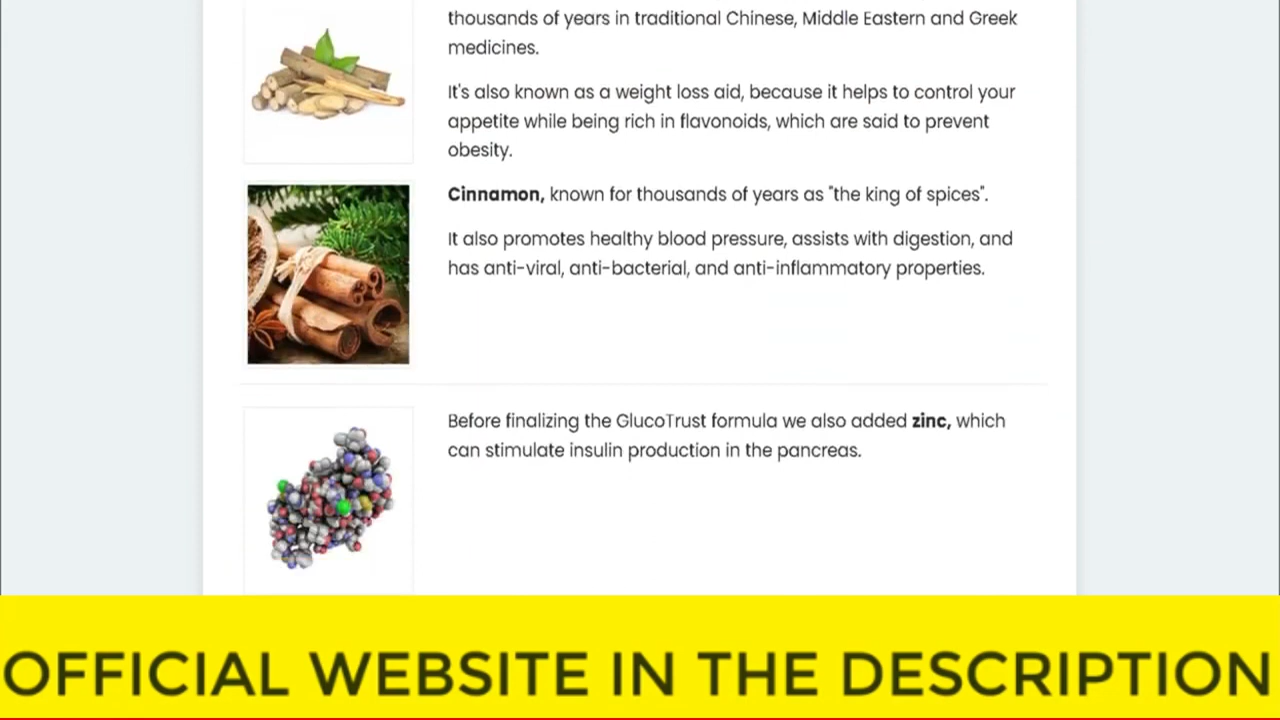 thousands of years in traditional Chinese, Middle Eastern and Greek
medicines.
It's also known as a weight loss aid, because it helps to control your
appetite while being rich in flavonoids, which are said to prevent
obesity.
Cinnamon, known for thousands of years as "the king of spices".
It also promotes healthy blood pressure, assists with digestion, and
has anti-viral, anti-bacterial, and anti-inflammatory properties.
Before finalizing the GlucoTrust formula we also added zinc, which
can stimulate insulin production in the pancreas.
OFFICIAL WEBSITE IN THE DESCRIPTION